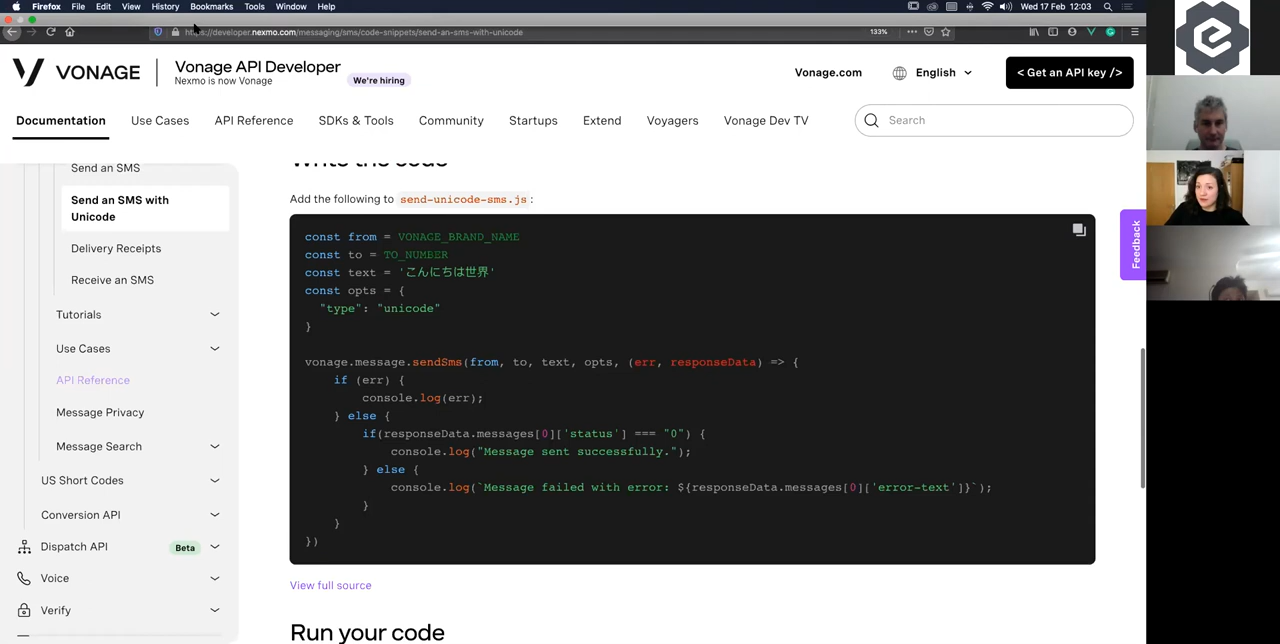 Firefox File Edit View History Bookmarks Tools Window Help Wed 17 Feb 12:03
https://developer.nexmo.com/messaging/sms/code-snippets/send-an-sms-with-unicode 133%
VONAGE
Vonage API Developer
Nexmo is now Vonage
We're hiring
Vonage.com English < Get an API key />
Documentation Use Cases API Reference SDKs & Tools Community Startups Extend Voyagers Vonage Dev TV Search
Send an SMS
Send an SMS with
Unicode
Delivery Receipts
Receive an SMS
Tutorials
Use Cases
API Reference
Message Privacy
Message Search
US Short Codes
Conversion API
Dispatch API Beta
Voice
Verify
Write the code
Add the following to send-unicode-sms.js :
const from = VONAGE_BRAND_NAME
const to = TO_NUMBER
const text = 'こんにちは世界'
const opts = {
"type": "unicode"
}
vonage.message.sendSms(from, to, text, opts, (err, responseData) => {
if (err) {
console.log(err);
} else {
if(responseData.messages[0]['status'] === "0") {
console.log("Message sent successfully.");
} else {
console.log(`Message failed with error: ${responseData.messages[0]['error-text']}`);
}
}
})
View full source
Run your code
Feedback